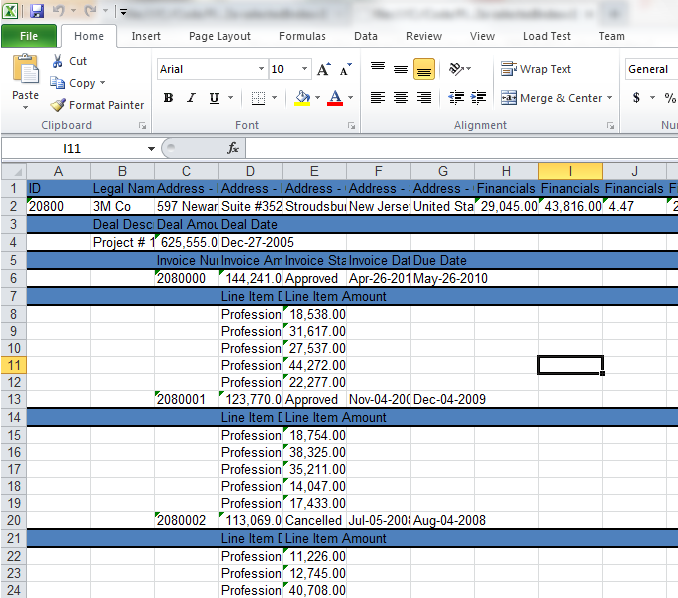 File Home Insert Page Layout Formulas Data Review View Load Test Team
Cut
Copy
Format Painter
Paste
Clipboard
Arial 10 A A
B I U A
Font
Wrap Text
Merge & Center
Alignment
General
$ %
Nu
I11 fx
A B C D E F G H I J
1 ID Legal Nam Address - Address - Address - Address - Address - Financials Financials Financials F
2 20800 3M Co 597 Newar Suite #352 Stroudsbur New Jerse United Sta 29,045.00 43,816.00 4.47 2
3 Deal Desc Deal Amou Deal Date
4 Project # 1 625,555.0 Dec-27-2005
5 Invoice Nu Invoice Am Invoice Sta Invoice Dat Due Date
6 2080000 144,241.0 Approved Apr-26-201 May-26-2010
7 Line Item D Line Item Amount
8 Profession 18,538.00
9 Profession 31,617.00
10 Profession 27,537.00
11 Profession 44,272.00
12 Profession 22,277.00
13 2080001 123,770.0 Approved Nov-04-200 Dec-04-2009
14 Line Item D Line Item Amount
15 Profession 18,754.00
16 Profession 38,325.00
17 Profession 35,211.00
18 Profession 14,047.00
19 Profession 17,433.00
20 2080002 113,069.0 Cancelled Jul-05-2008 Aug-04-2008
21 Line Item D Line Item Amount
22 Profession 11,226.00
23 Profession 12,745.00
24 Profession 40,708.00